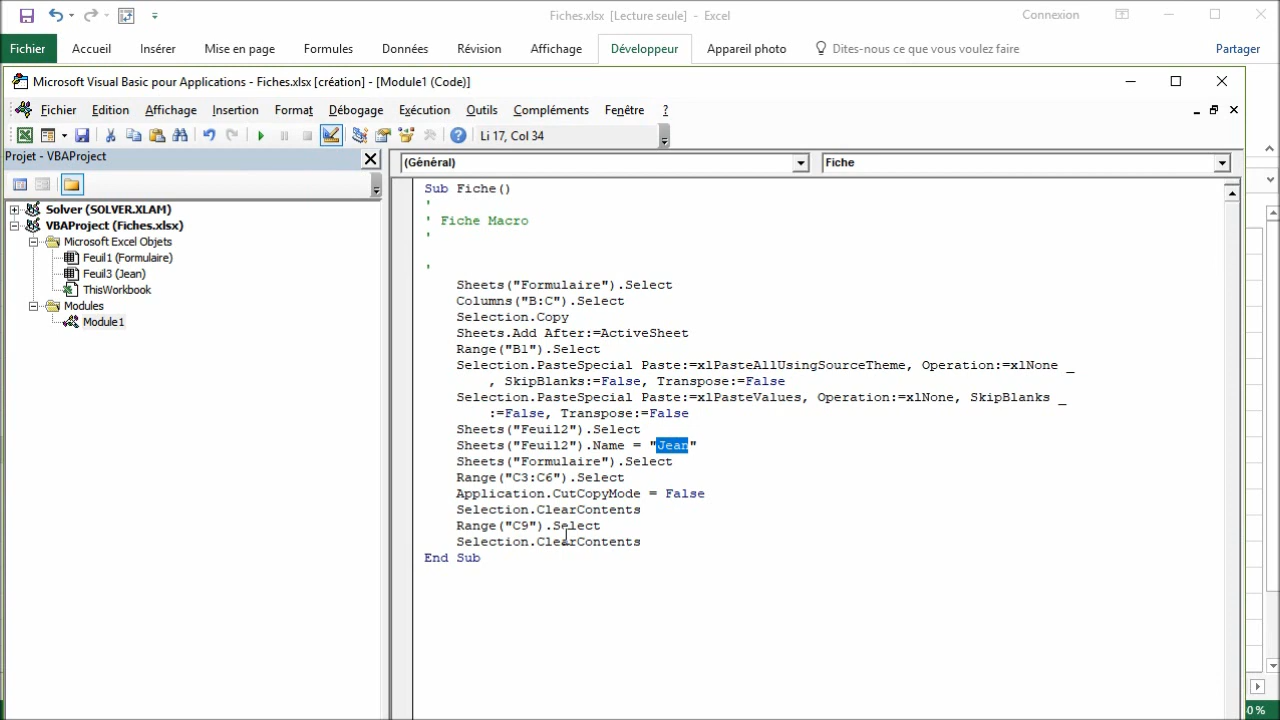 Fiches.xlsx [Lecture seule] - Excel
Connexion
Fichier Accueil Insérer Mise en page Formules Données Révision Affichage Développeur Appareil photo Dites-nous ce que vous voulez faire Partager
Microsoft Visual Basic pour Applications - Fiches.xlsx [création] - [Module1 (Code)]
Fichier Edition Affichage Insertion Format Débogage Exécution Outils Compléments Fenêtre ?
Li 17, Col 34
Projet - VBAProject
(Général)
Fiche
Solver (SOLVER.XLAM)
VBAProject (Fiches.xlsx)
Microsoft Excel Objets
Feuil1 (Formulaire)
Feuil3 (Jean)
ThisWorkbook
Modules
Module1
Sub Fiche()
'
' Fiche Macro
'
'
Sheets("Formulaire").Select
Columns("B:C").Select
Selection.Copy
Sheets.Add After:=ActiveSheet
Range("B1").Select
Selection.PasteSpecial Paste:=xlPasteAllUsingSourceTheme, Operation:=xlNone _
, SkipBlanks:=False, Transpose:=False
Selection.PasteSpecial Paste:=xlPasteValues, Operation:=xlNone, SkipBlanks _
:=False, Transpose:=False
Sheets("Feuil2").Select
Sheets("Feuil2").Name = "Jean"
Sheets("Formulaire").Select
Range("C3:C6").Select
Application.CutCopyMode = False
Selection.ClearContents
Range("C9").Select
Selection.ClearContents
End Sub
0 %